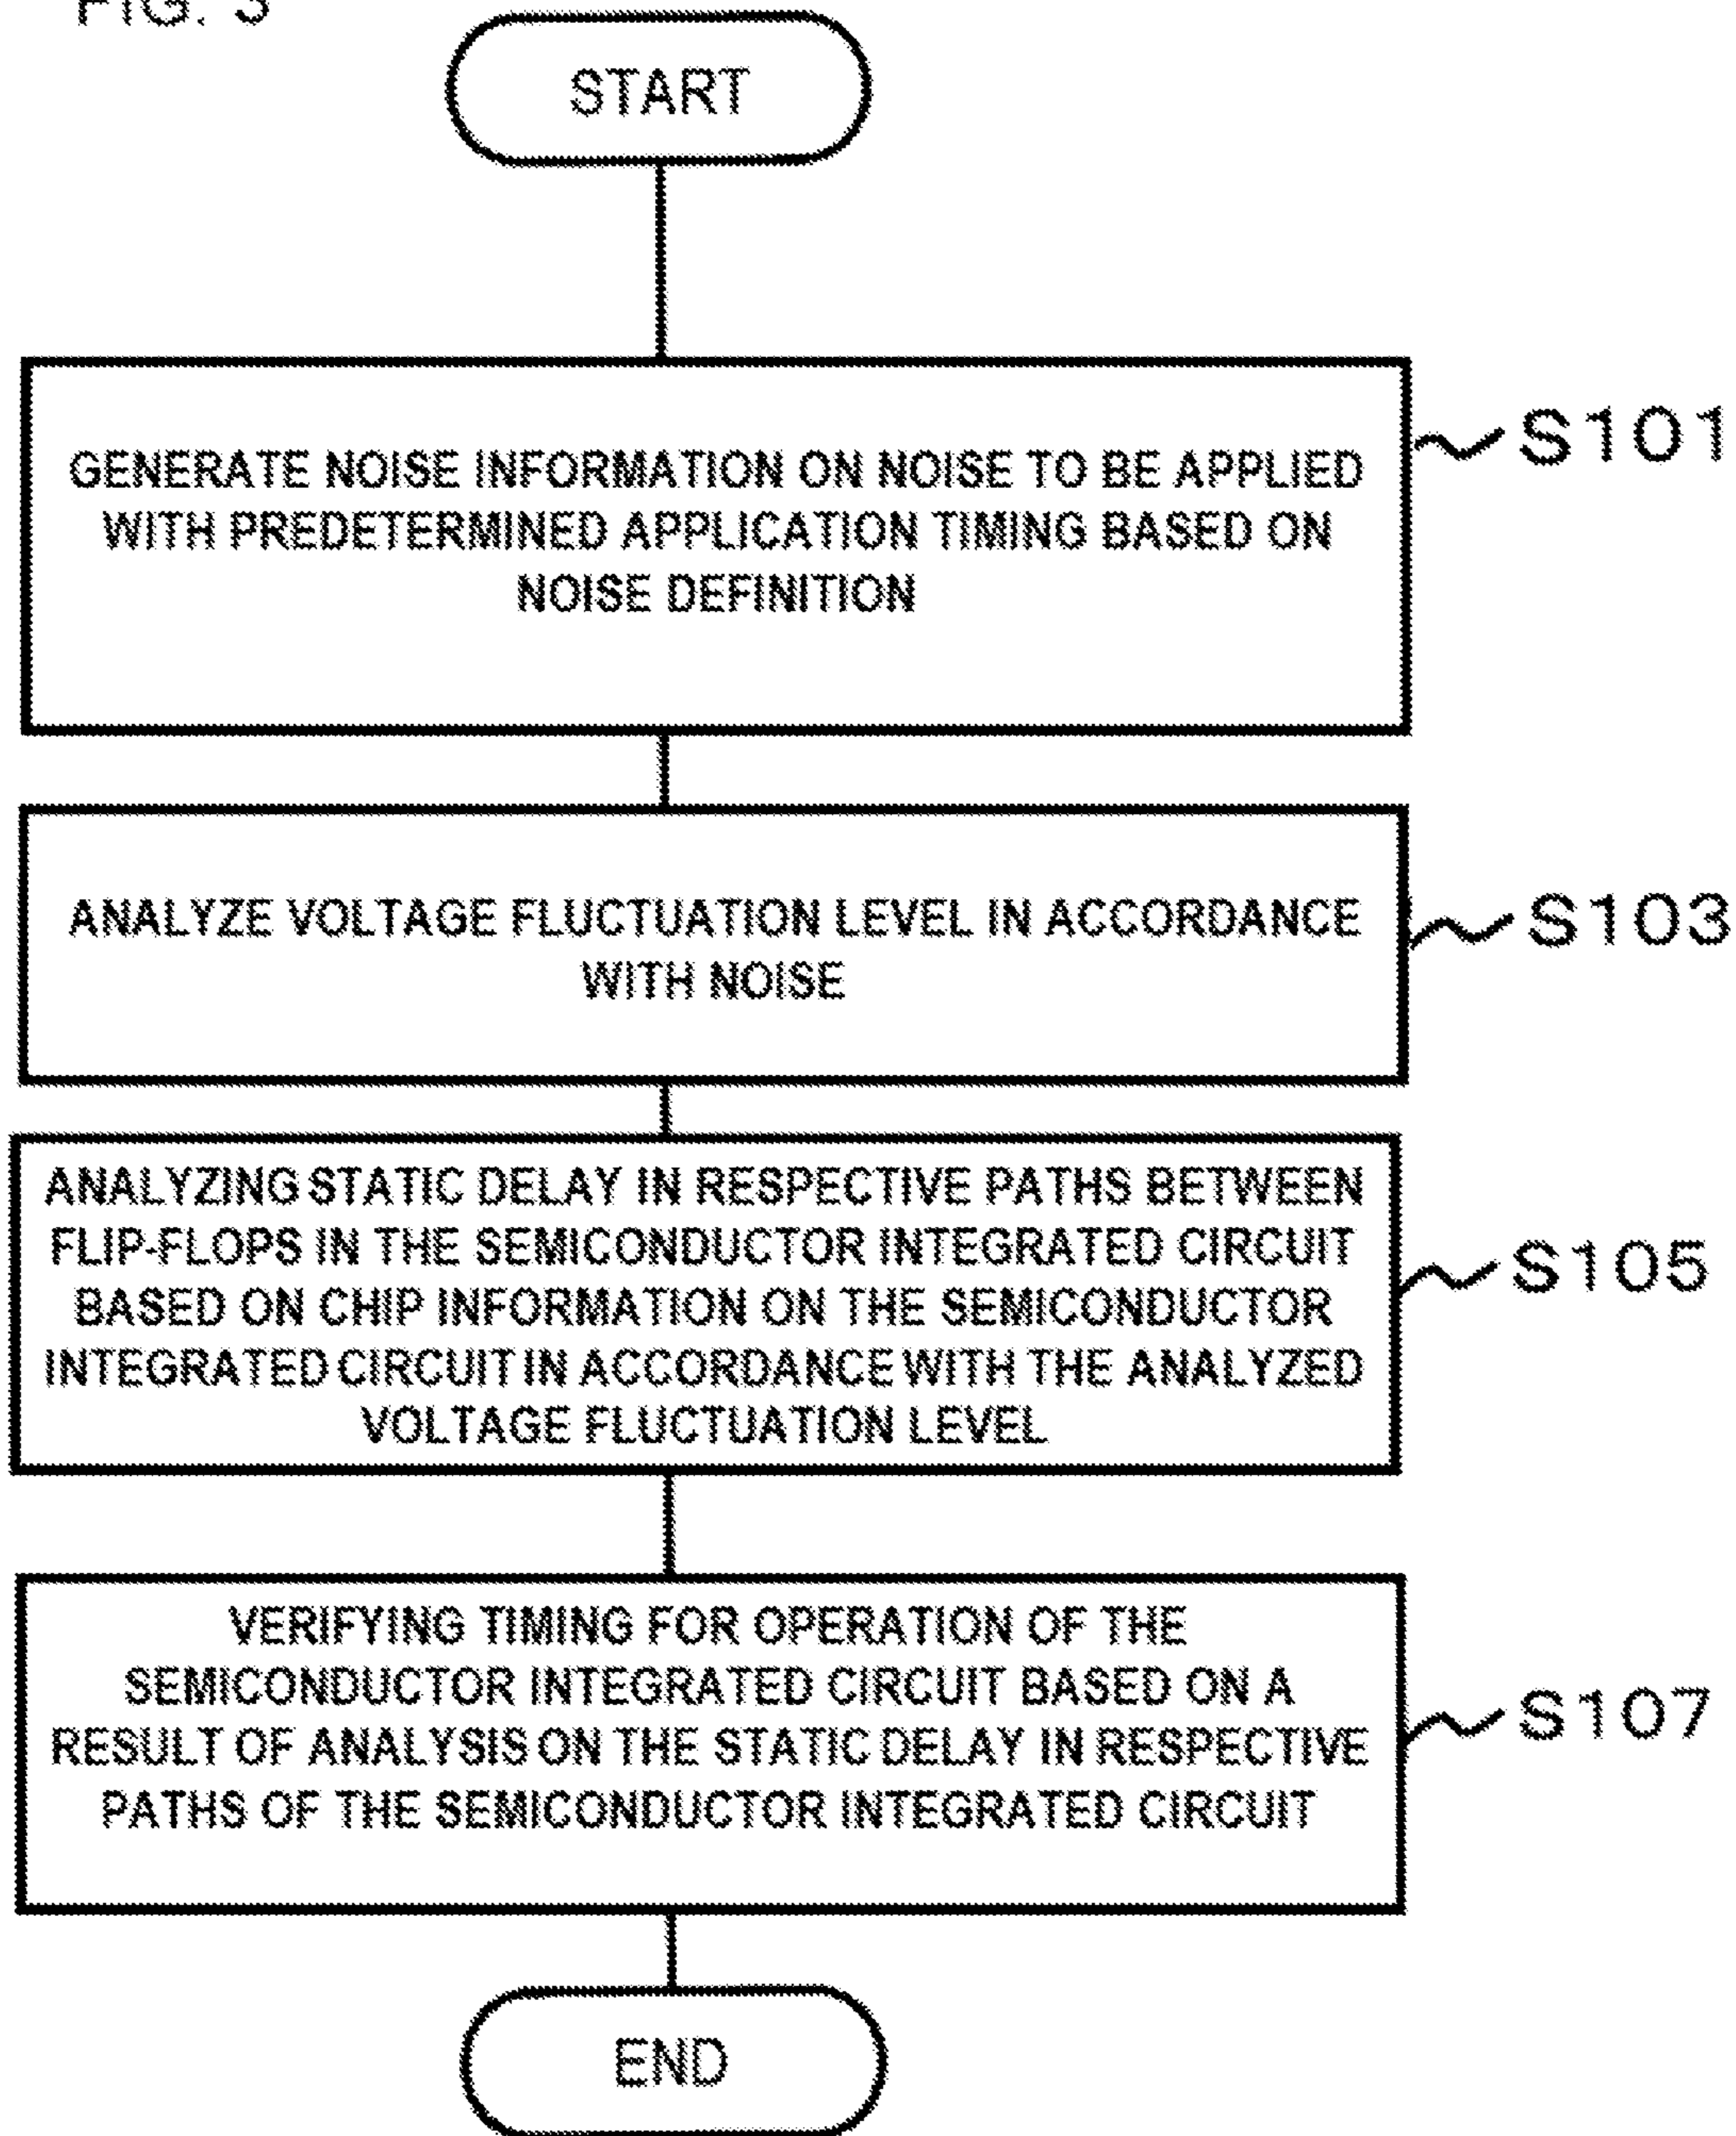 FIG. 3
START
GENERATE NOISE INFORMATION ON NOISE TO BE APPLIED
WITH PREDETERMINED APPLICATION TIMING BASED ON
NOISE DEFINITION
S101
ANALYZE VOLTAGE FLUCTUATION LEVEL IN ACCORDANCE
WITH NOISE
S103
ANALYZING STATIC DELAY IN RESPECTIVE PATHS BETWEEN
FLIP-FLOPS IN THE SEMICONDUCTOR INTEGRATED CIRCUIT
BASED ON CHIP INFORMATION ON THE SEMICONDUCTOR
INTEGRATED CIRCUIT IN ACCORDANCE WITH THE ANALYZED
VOLTAGE FLUCTUATION LEVEL
S105
VERIFYING TIMING FOR OPERATION OF THE
SEMICONDUCTOR INTEGRATED CIRCUIT BASED ON A
RESULT OF ANALYSIS ON THE STATIC DELAY IN RESPECTIVE
PATHS OF THE SEMICONDUCTOR INTEGRATED CIRCUIT
S107
END